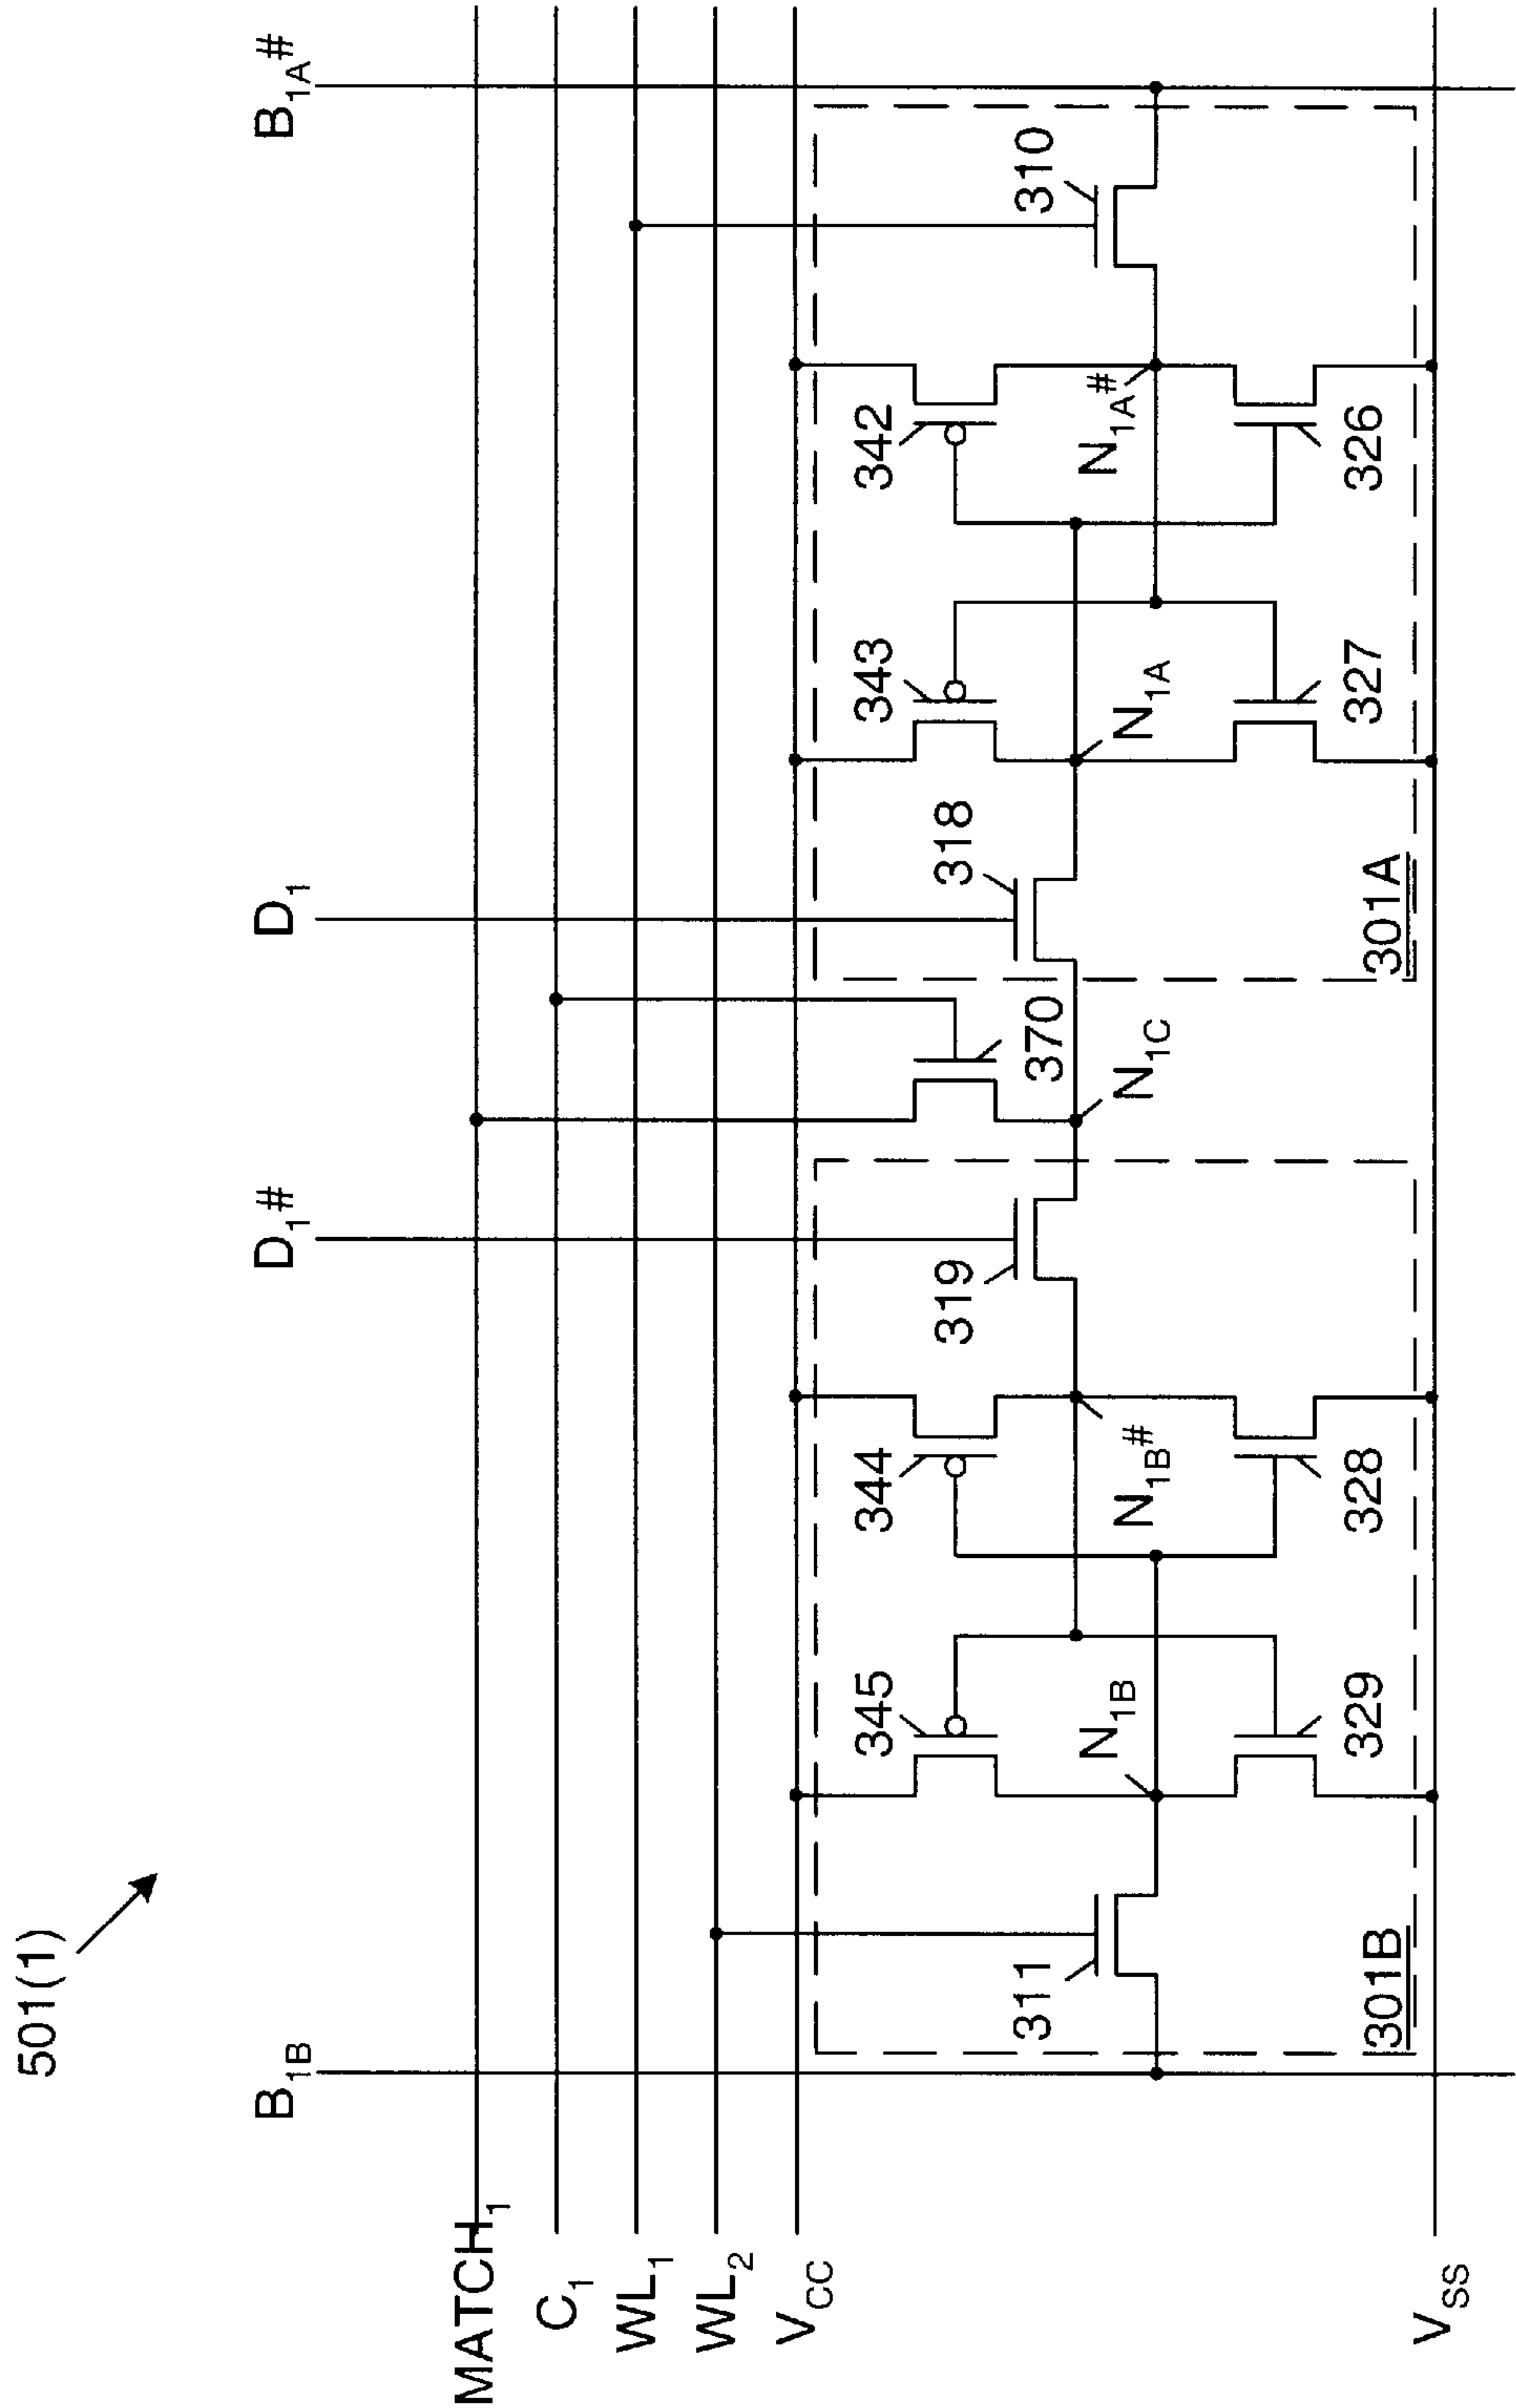 501(1)
B1B
D1#
D1
B1A#
MATCH1
C1
WL1
WL2
VCC
VSS
311
345
344
319
370
318
343
342
310
N1B
N1B#
N1C
N1A
N1A#
329
328
327
326
301B
301A